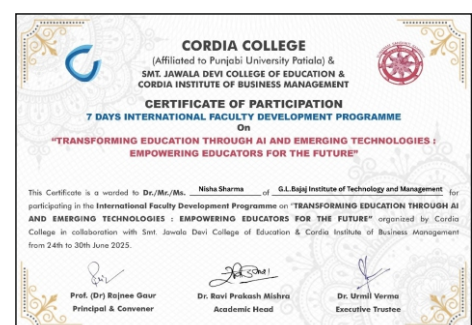 CORDIA COLLEGE
(Affiliated to Punjabi University Patiala) &
SMT. JAWALA DEVI COLLEGE OF EDUCATION &
CORDIA INSTITUTE OF BUSINESS MANAGEMENT
CERTIFICATE OF PARTICIPATION
7 DAYS INTERNATIONAL FACULTY DEVELOPMENT PROGRAMME
On
"TRANSFORMING EDUCATION THROUGH AI AND EMERGING TECHNOLOGIES :
EMPOWERING EDUCATORS FOR THE FUTURE"
This Certificate is a warded to Dr./Mr./Ms. Nisha Sharma of G.L.Bajaj Institute of Technology and Management for
participating in the International Faculty Development Programme on "TRANSFORMING EDUCATION THROUGH AI
AND EMERGING TECHNOLOGIES : EMPOWERING EDUCATORS FOR THE FUTURE" organized by Cordia
College in collaboration with Smt. Jawala Devi College of Education & Cordia Institute of Business Management
from 24th to 30th June 2025.
Prof. (Dr) Rajnee Gaur
Principal & Convener
Dr. Ravi Prakash Mishra
Academic Head
Dr. Urmil Verma
Executive Trustee